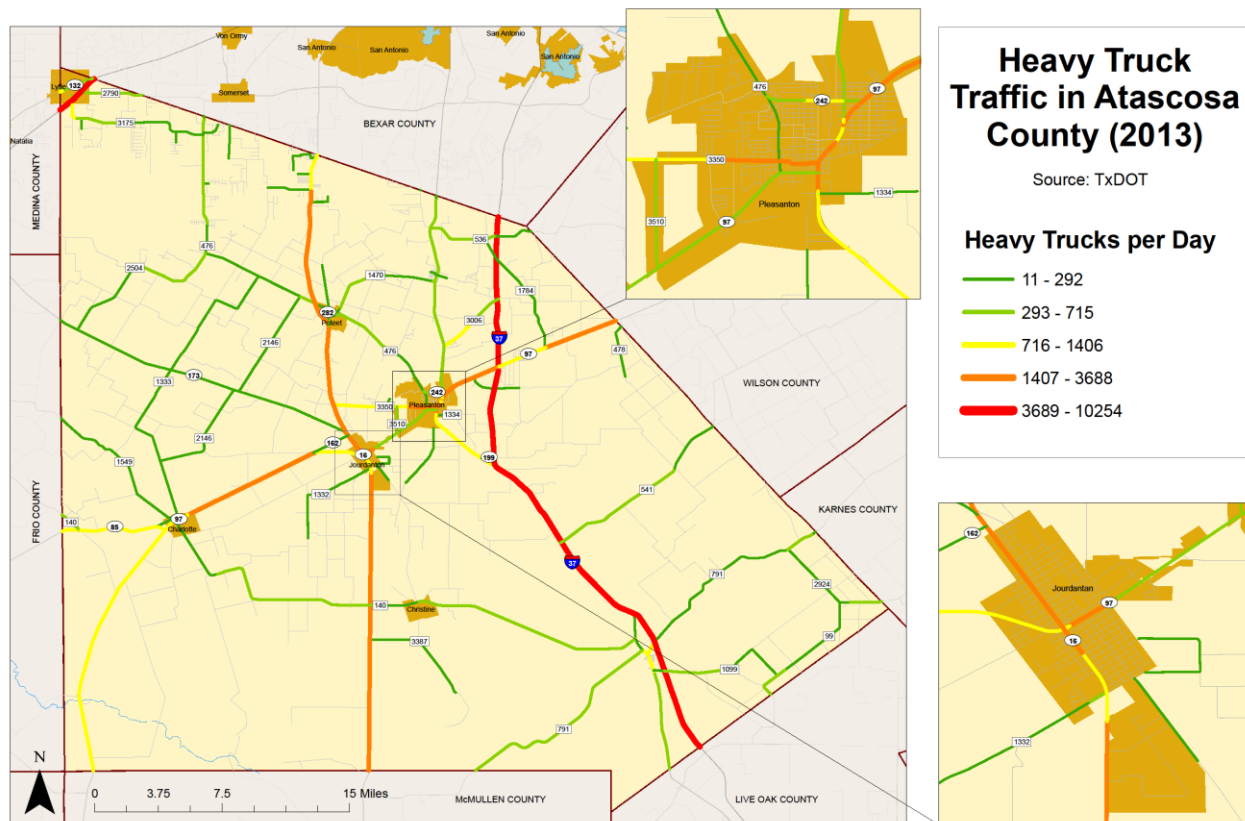 Heavy Truck
Traffic in Atascosa
County (2013)
Source: TxDOT
Heavy Trucks per Day
11 - 292
293 - 715
716 - 1406
1407 - 3688
3689 - 10254
Von Ormy
San Antonio
San Antonio
San Antonio
San Antonio
Somerset
Lytle
132
2790
3175
Natalia
BEXAR COUNTY
MEDINA COUNTY
476
2504
1470
536
1784
282
Poteet
3006
37
2146
476
97
478
173
1333
242
WILSON COUNTY
Pleasanton
3350
1334
3510
2146
162
16
199
Jourdanton
1549
541
1332
97
Charlotte
85
140
FRIO COUNTY
KARNES COUNTY
37
791
2924
140
Christine
99
3387
1099
791
N
0
3.75
7.5
15 Miles
McMULLEN COUNTY
LIVE OAK COUNTY
476
242
97
3350
1334
3510
Pleasanton
97
162
Jourdantan
97
16
1332